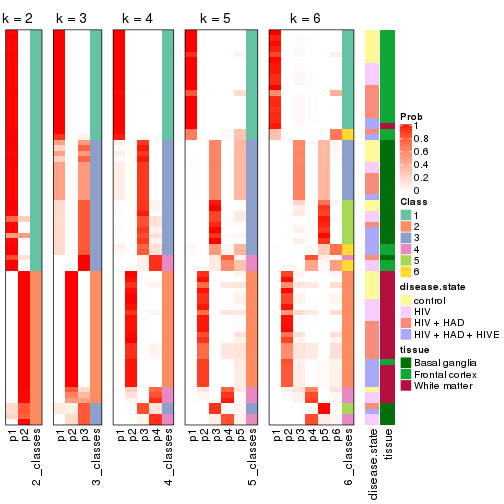 k = 2
k = 3
k = 4
k = 5
k = 6
Prob
1
0.8
0.6
0.4
0.2
0
Class
1
2
3
4
5
6
disease.state
control
HIV
HIV + HAD
HIV + HAD + HIVE
tissue
Basal ganglia
Frontal cortex
White matter
p1
p2
2_classes
p1
p2
p3
3_classes
p1
p2
p3
p4
4_classes
p1
p2
p3
p4
p5
5_classes
p1
p2
p3
p4
p5
p6
6_classes
disease.state
tissue